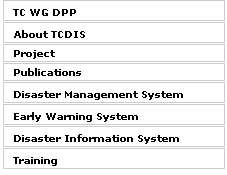 TC WG DPP
About TCDIS
Project
Publications
Disaster Management System
Early Warning System
Disaster Information System
Training